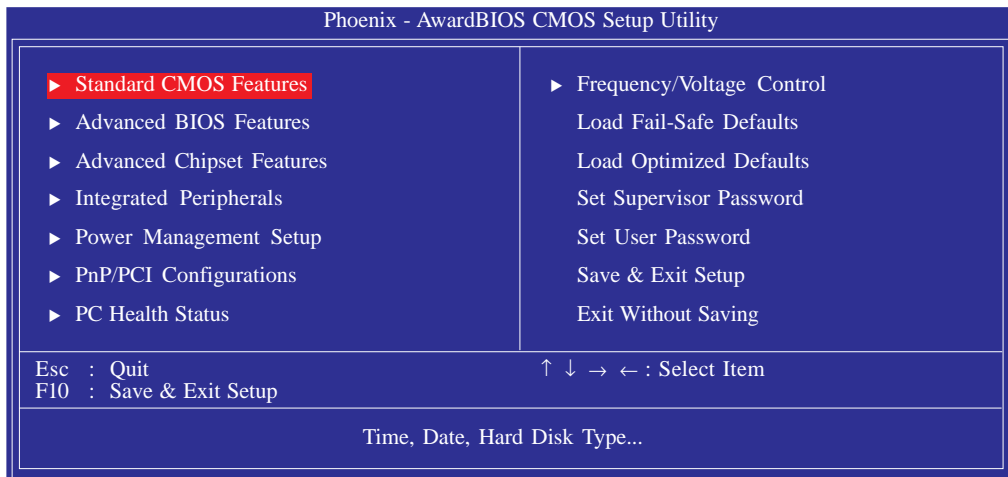 Phoenix - AwardBIOS CMOS Setup Utility
► Standard CMOS Features
► Advanced BIOS Features
► Advanced Chipset Features
► Integrated Peripherals
► Power Management Setup
► PnP/PCI Configurations
► PC Health Status
► Frequency/Voltage Control
Load Fail-Safe Defaults
Load Optimized Defaults
Set Supervisor Password
Set User Password
Save & Exit Setup
Exit Without Saving
Esc : Quit
F10 : Save & Exit Setup
↑ ↓ → ← : Select Item
Time, Date, Hard Disk Type...